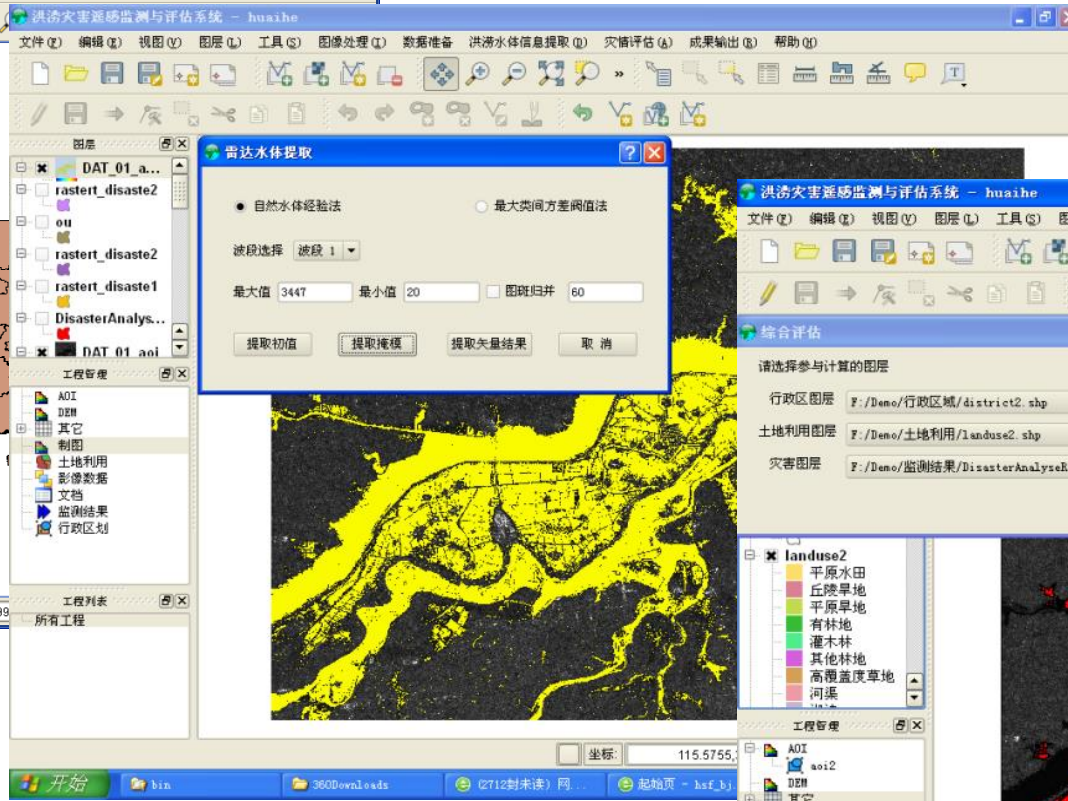 洪涝灾害遥感监测与评估系统 - huaihe
文件(F) 编辑(E) 视图(V) 图层(L) 工具(S) 图像处理(I) 数据准备 洪涝水体信息提取(D) 灾情评估(A) 成果输出(R) 帮助(H)
图层
DAT_01_a...
rastert_disaste2
ou
rastert_disaste2
rastert_disaste1
DisasterAnalys...
DAT_01_aoi
工程管理
AOI
DEM
其它
制图
土地利用
影像数据
文档
监测结果
行政区划
工程列表
所有工程
雷达水体提取
自然水体经验法 最大类间方差阀值法
波段选择 波段 1
最大值 3447 最小值 20 图斑归并 60
提取初值 提取掩模 提取矢量结果 取 消
坐标: 115.5755,
开始 bin 360Downloads (2712封未读) 网... 起始页 - hsf_bj.
洪涝灾害遥感监测与评估系统 - huaihe
文件(F) 编辑(E) 视图(V) 图层(L) 工具(S)
综合评估
请选择参与计算的图层
行政区图层 F:/Demo/行政区域/district2.shp
土地利用图层 F:/Demo/土地利用/landuse2.shp
灾害图层 F:/Demo/监测结果/DisasterAnalyseR
landuse2
平原水田
丘陵旱地
平原旱地
有林地
灌木林
其他林地
高覆盖度草地
河渠
工程管理
AOI
aoi2
DEM
其它